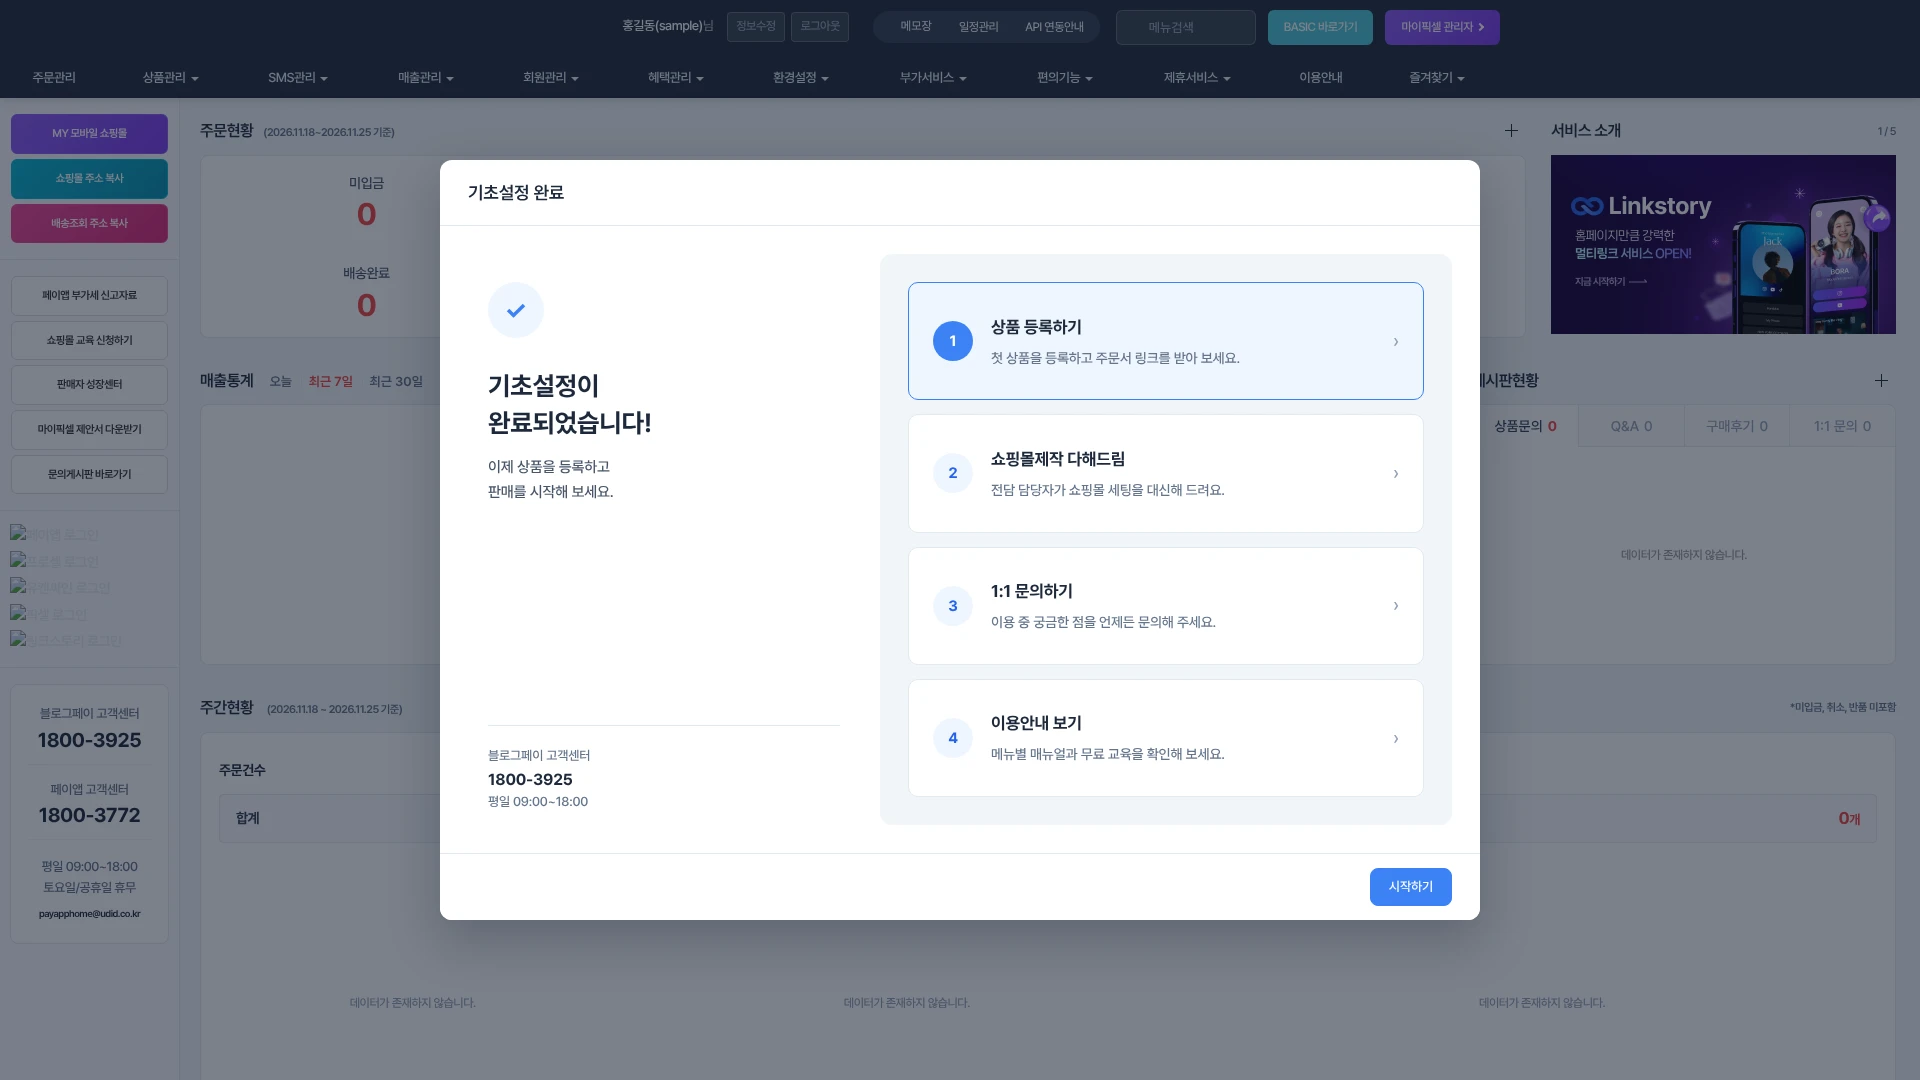 홍길동(sample)님
정보수정
로그아웃
메모장
일정관리
API 연동안내
메뉴검색
BASIC 바로가기
마이픽셀 관리자
주문관리
상품관리
SMS관리
매출관리
회원관리
혜택관리
환경설정
부가서비스
편의기능
제휴서비스
이용안내
즐겨찾기
MY 모바일 쇼핑몰
쇼핑몰 주소 복사
배송조회 주소 복사
페이앱 부가세 신고자료
쇼핑몰 교육 신청하기
판매자 성장센터
마이픽셀 제안서 다운받기
문의게시판 바로가기
페이앱 로그인
링크스토리 로그인
블로그페이 고객센터
1800-3925
페이앱 고객센터
1800-3772
평일 09:00~18:00
토요일/공휴일 휴무
payapphome@udid.co.kr
주문현황 (2026.11.18~2026.11.25 기준)
미입금
0
배송완료
0
매출통계 오늘 최근 7일 최근 30일
주간현황 (2026.11.18 ~ 2026.11.25 기준)
*미입금, 취소, 반품 미포함
주문건수
합계
0개
데이터가 존재하지 않습니다.
데이터가 존재하지 않습니다.
데이터가 존재하지 않습니다.
서비스 소개
1 / 5
Linkstory
홈페이지만큼 강력한
멀티링크 서비스 OPEN!
지금 시작하기
Jack
BORA
게시판현황
상품문의 0
Q&A 0
구매후기 0
1:1 문의 0
데이터가 존재하지 않습니다.
기초설정 완료
기초설정이
완료되었습니다!
이제 상품을 등록하고
판매를 시작해 보세요.
블로그페이 고객센터
1800-3925
평일 09:00~18:00
1
상품 등록하기
첫 상품을 등록하고 주문서 링크를 받아 보세요.
2
쇼핑몰제작 다해드림
전담 담당자가 쇼핑몰 세팅을 대신해 드려요.
3
1:1 문의하기
이용 중 궁금한 점을 언제든 문의해 주세요.
4
이용안내 보기
메뉴별 매뉴얼과 무료 교육을 확인해 보세요.
시작하기